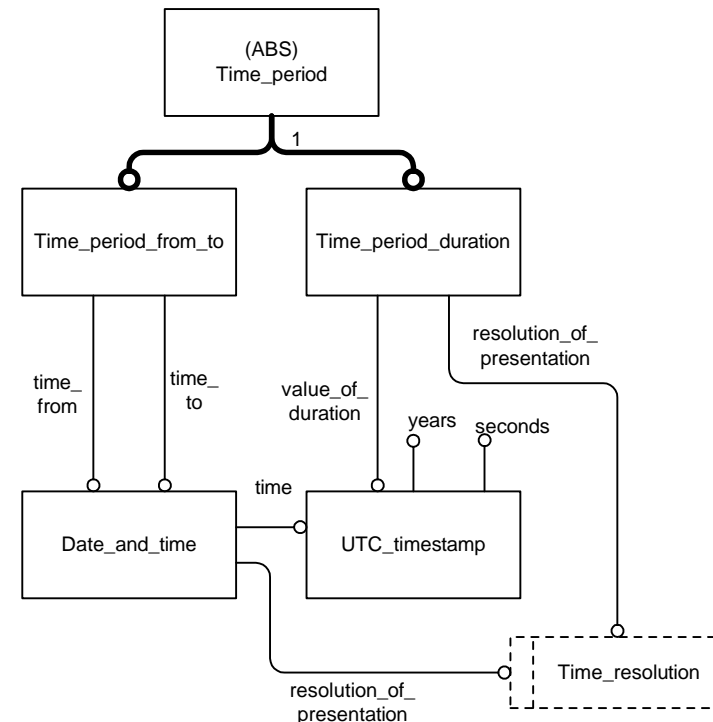 (ABS)
Time_period
1
Time_period_from_to
Time_period_duration
resolution_of_
presentation
time_
from
time_
to
value_of_
duration
years
seconds
time
Date_and_time
UTC_timestamp
Time_resolution
resolution_of_
presentation